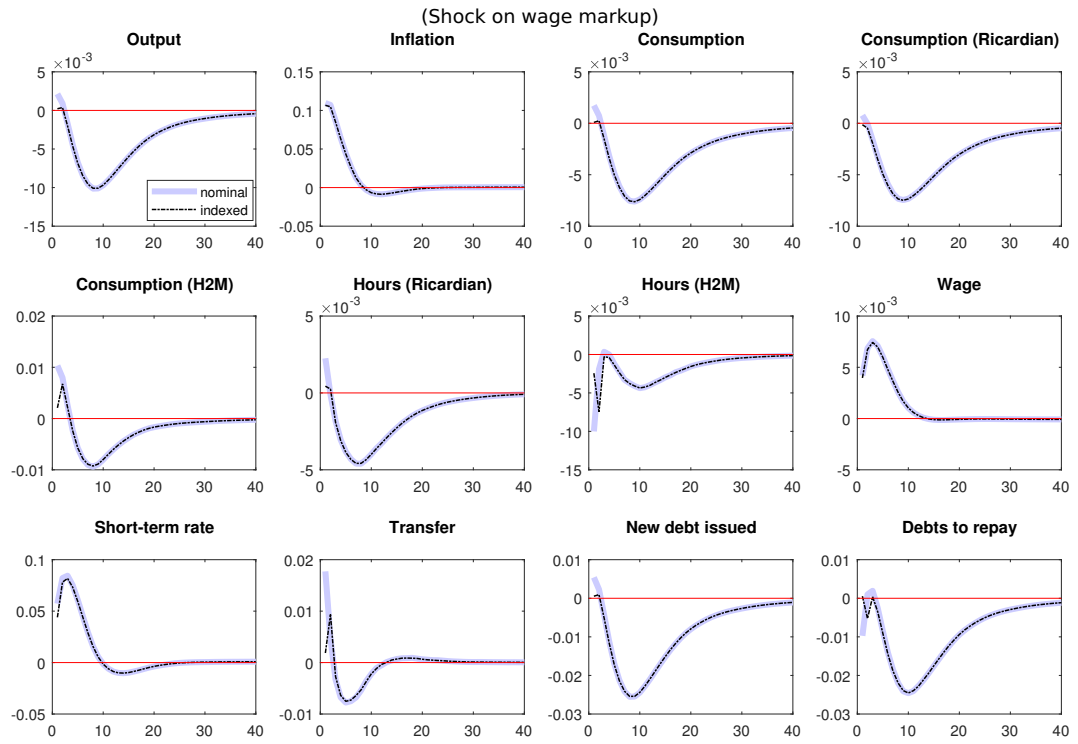 (Shock on wage markup)
Output Inflation Consumption Consumption (Ricardian)
×10-3 ×10-3 ×10-3
5 0.15 5 5
0 0.10 0 0
-5 0.05 -5 -5
-10 0 -10 -10
-15 -0.05
nominal
indexed
0 10 20 30 40 0 10 20 30 40 0 10 20 30 40 0 10 20 30 40
Consumption (H2M) Hours (Ricardian) Hours (H2M) Wage
×10-3 ×10-3 ×10-3
0.02 5 5 10
0.01 0 0 5
0 -5 -5 0
-0.01 -10 -5
-15
0 10 20 30 40 0 10 20 30 40 0 10 20 30 40 0 10 20 30 40
Short-term rate Transfer New debt issued Debts to repay
0.1 0.02 0.01 0.01
0.05 0.01 0 0
0 0 -0.01 -0.01
-0.05 -0.01 -0.02 -0.02
-0.03 -0.03
0 10 20 30 40 0 10 20 30 40 0 10 20 30 40 0 10 20 30 40